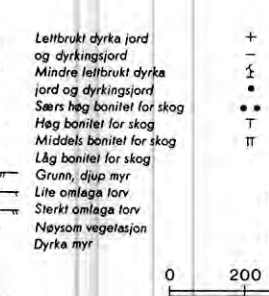 Lettbrukt dyrka jord +
og dyrkingsjord –
Mindre lettbrukt dyrka
jord og dyrkingsjord
Særs høg bonitet for skog
Høg bonitet for skog
Middels bonitet for skog
Låg bonitet for skog
Grunn, djup myr
Lite omlaga torv
Sterkt omlaga torv
Nøysom vegetasjon
Dyrka myr
0 200